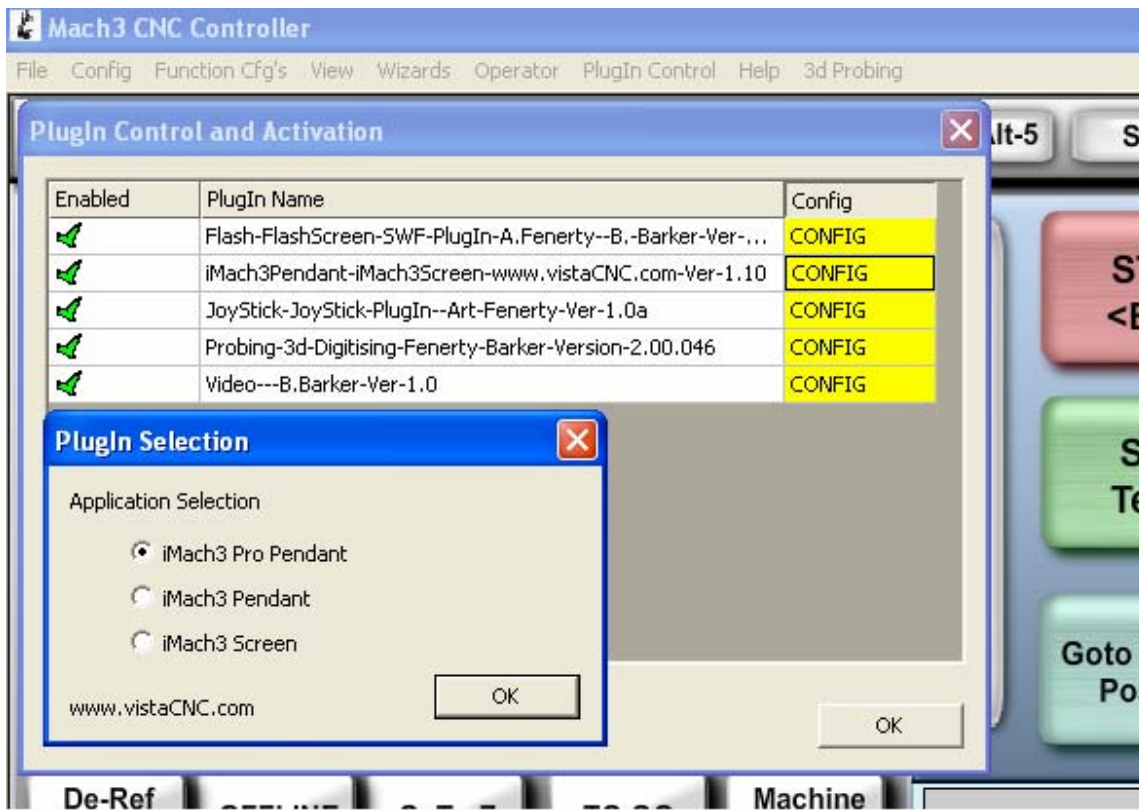 Mach3 CNC Controller
File Config Function Cfg's View Wizards Operator PlugIn Control Help 3d Probing
PlugIn Control and Activation
Alt-5
Enabled PlugIn Name Config
Flash-FlashScreen-SWF-PlugIn-A.Fenerty--B.-Barker-Ver-... CONFIG
iMach3Pendant-iMach3Screen-www.vistaCNC.com-Ver-1.10 CONFIG
JoyStick-JoyStick-PlugIn--Art-Fenerty-Ver-1.0a CONFIG
Probing-3d-Digitising-Fenerty-Barker-Version-2.00.046 CONFIG
Video---B.Barker-Ver-1.0 CONFIG
PlugIn Selection
Application Selection
iMach3 Pro Pendant
iMach3 Pendant
iMach3 Screen
www.vistaCNC.com
OK
OK
Goto
De-Ref
Machine